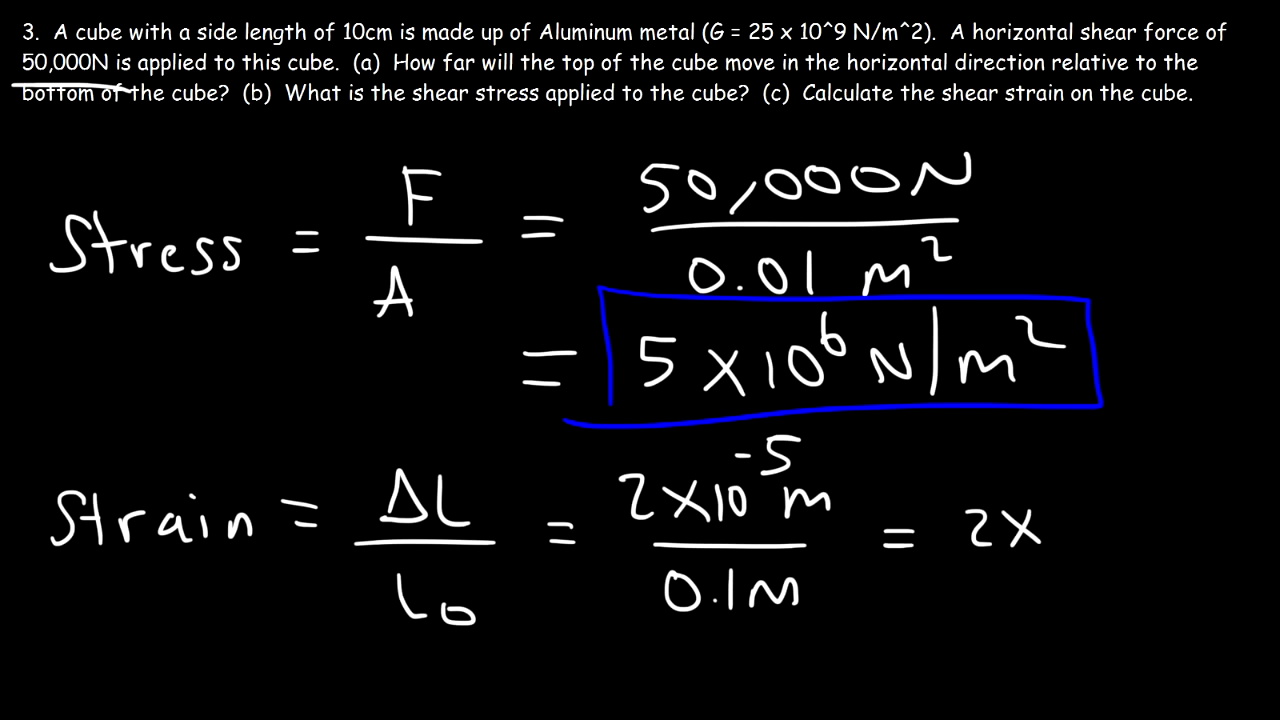 3. A cube with a side length of 10cm is made up of Aluminum metal (G = 25 x 10^9 N/m^2). A horizontal shear force of
50,000N is applied to this cube. (a) How far will the top of the cube move in the horizontal direction relative to the
bottom of the cube? (b) What is the shear stress applied to the cube? (c) Calculate the shear strain on the cube.
Stress = F/A = 50,000N/0.01 m²
= 5 x 10⁶ N/m²
Strain = ΔL/L₀ = 2 x 10⁻⁵ m/0.1m = 2x